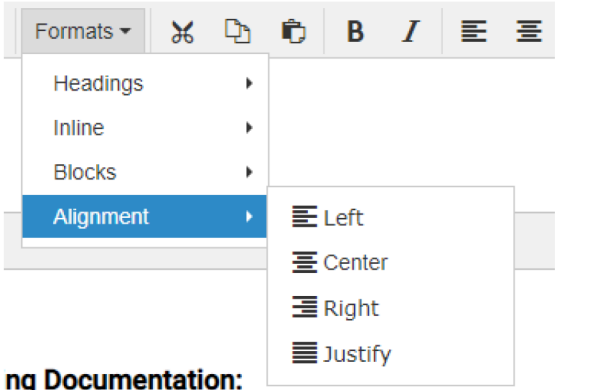 Formats B I
Headings
Inline
Blocks
Alignment
Left
Center
Right
Justify
ng Documentation: